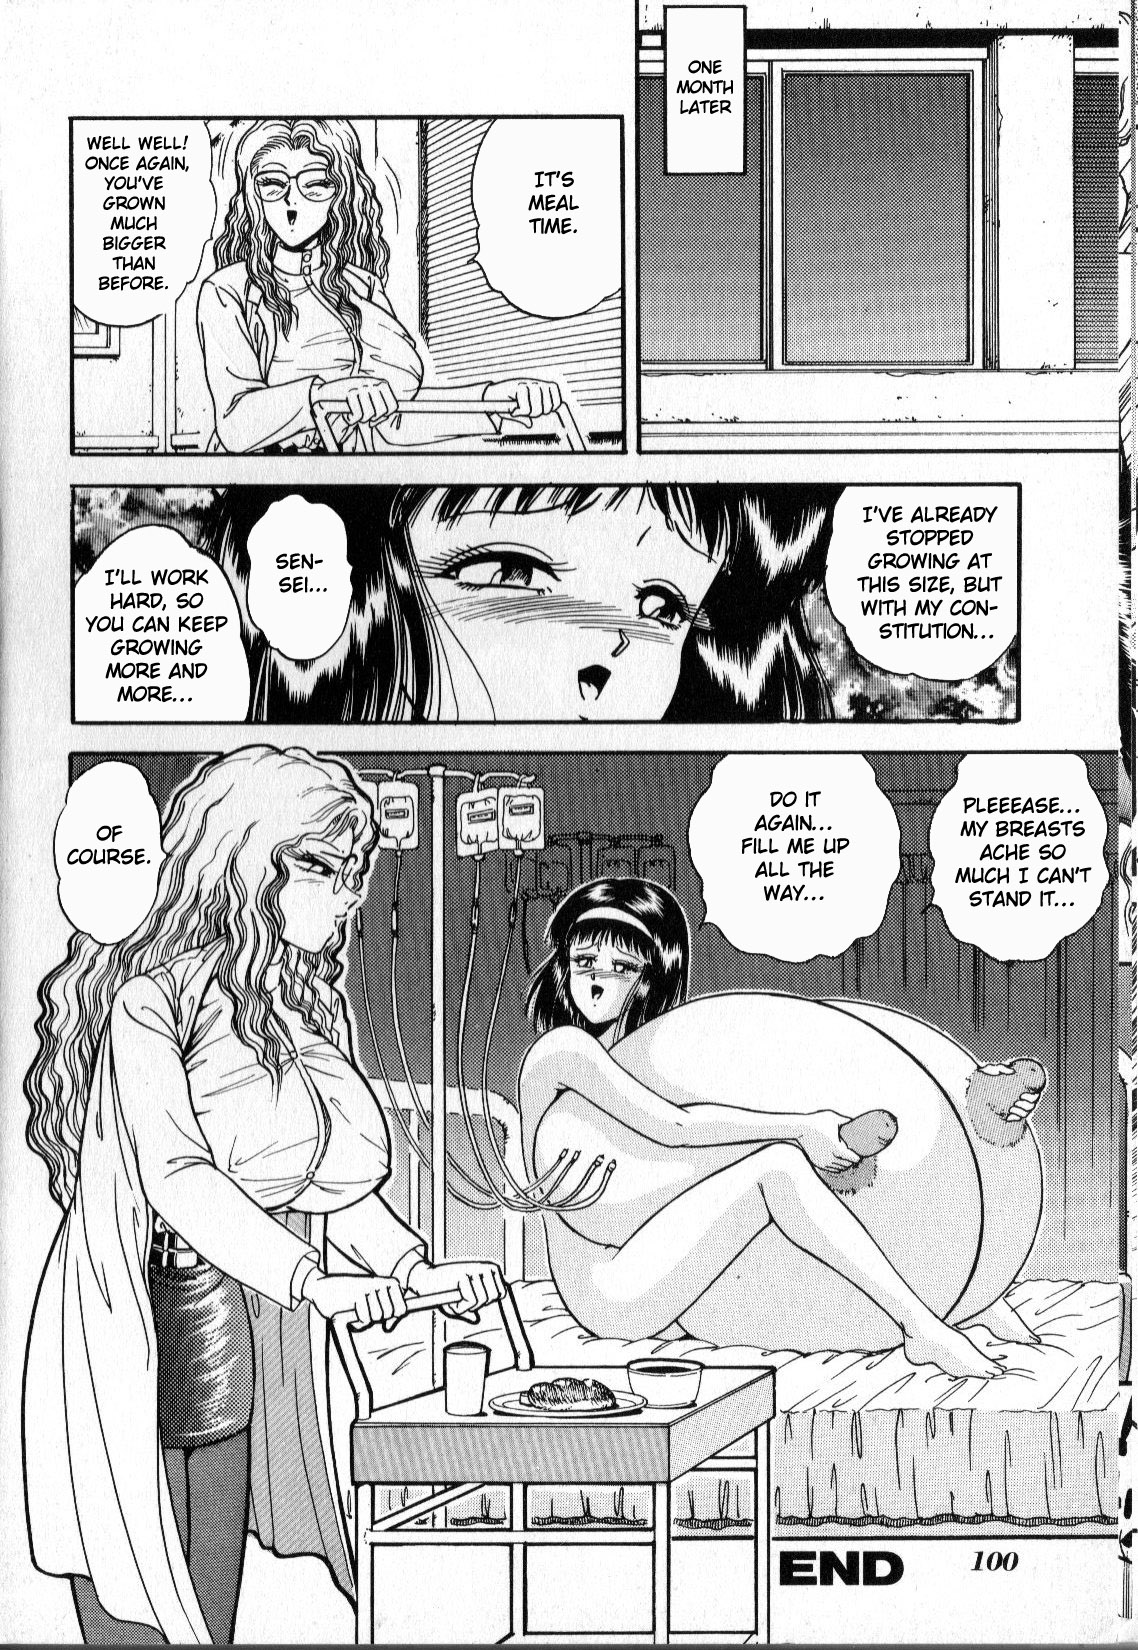 ONE
MONTH
LATER
IT'S
MEAL
TIME.
WELL WELL!
ONCE AGAIN,
YOU'VE
GROWN
MUCH
BIGGER
THAN
BEFORE.
I'VE ALREADY
STOPPED
GROWING AT
THIS SIZE, BUT
WITH MY CON-
STITUTION...
SEN-
SEI...
I'LL WORK
HARD, SO
YOU CAN KEEP
GROWING
MORE AND
MORE...
PLEEEASE...
MY BREASTS
ACHE SO
MUCH I CAN'T
STAND IT...
DO IT
AGAIN...
FILL ME UP
ALL THE
WAY...
OF
COURSE.
END
100